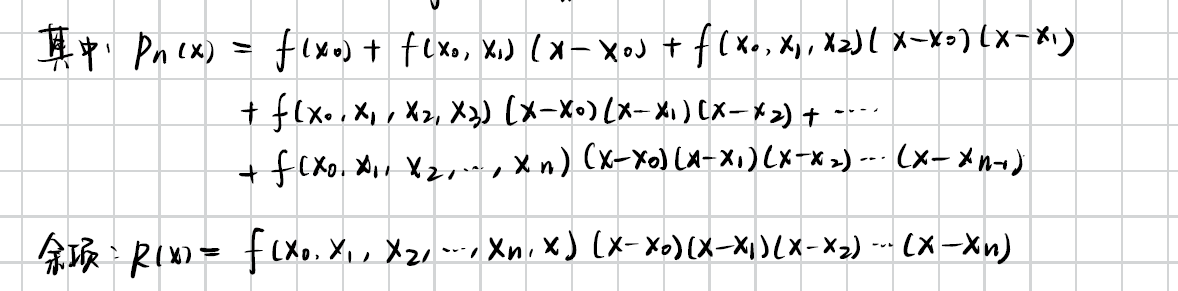 其中: Pn(x) = f(x₀) + f(x₀, x₁) (x-x₀) + f(x₀, x₁, x₂)(x-x₀)(x-x₁)
+ f(x₀, x₁, x₂, x₃) (x-x₀)(x-x₁)(x-x₂) + ····
+ f(x₀, x₁, x₂, ..., xn) (x-x₀)(x-x₁)(x-x₂) ··· (x-xn-₁)
余项: R(x) = f(x₀, x₁, x₂, ..., xn, x) (x-x₀)(x-x₁)(x-x₂) ··· (x-xn)